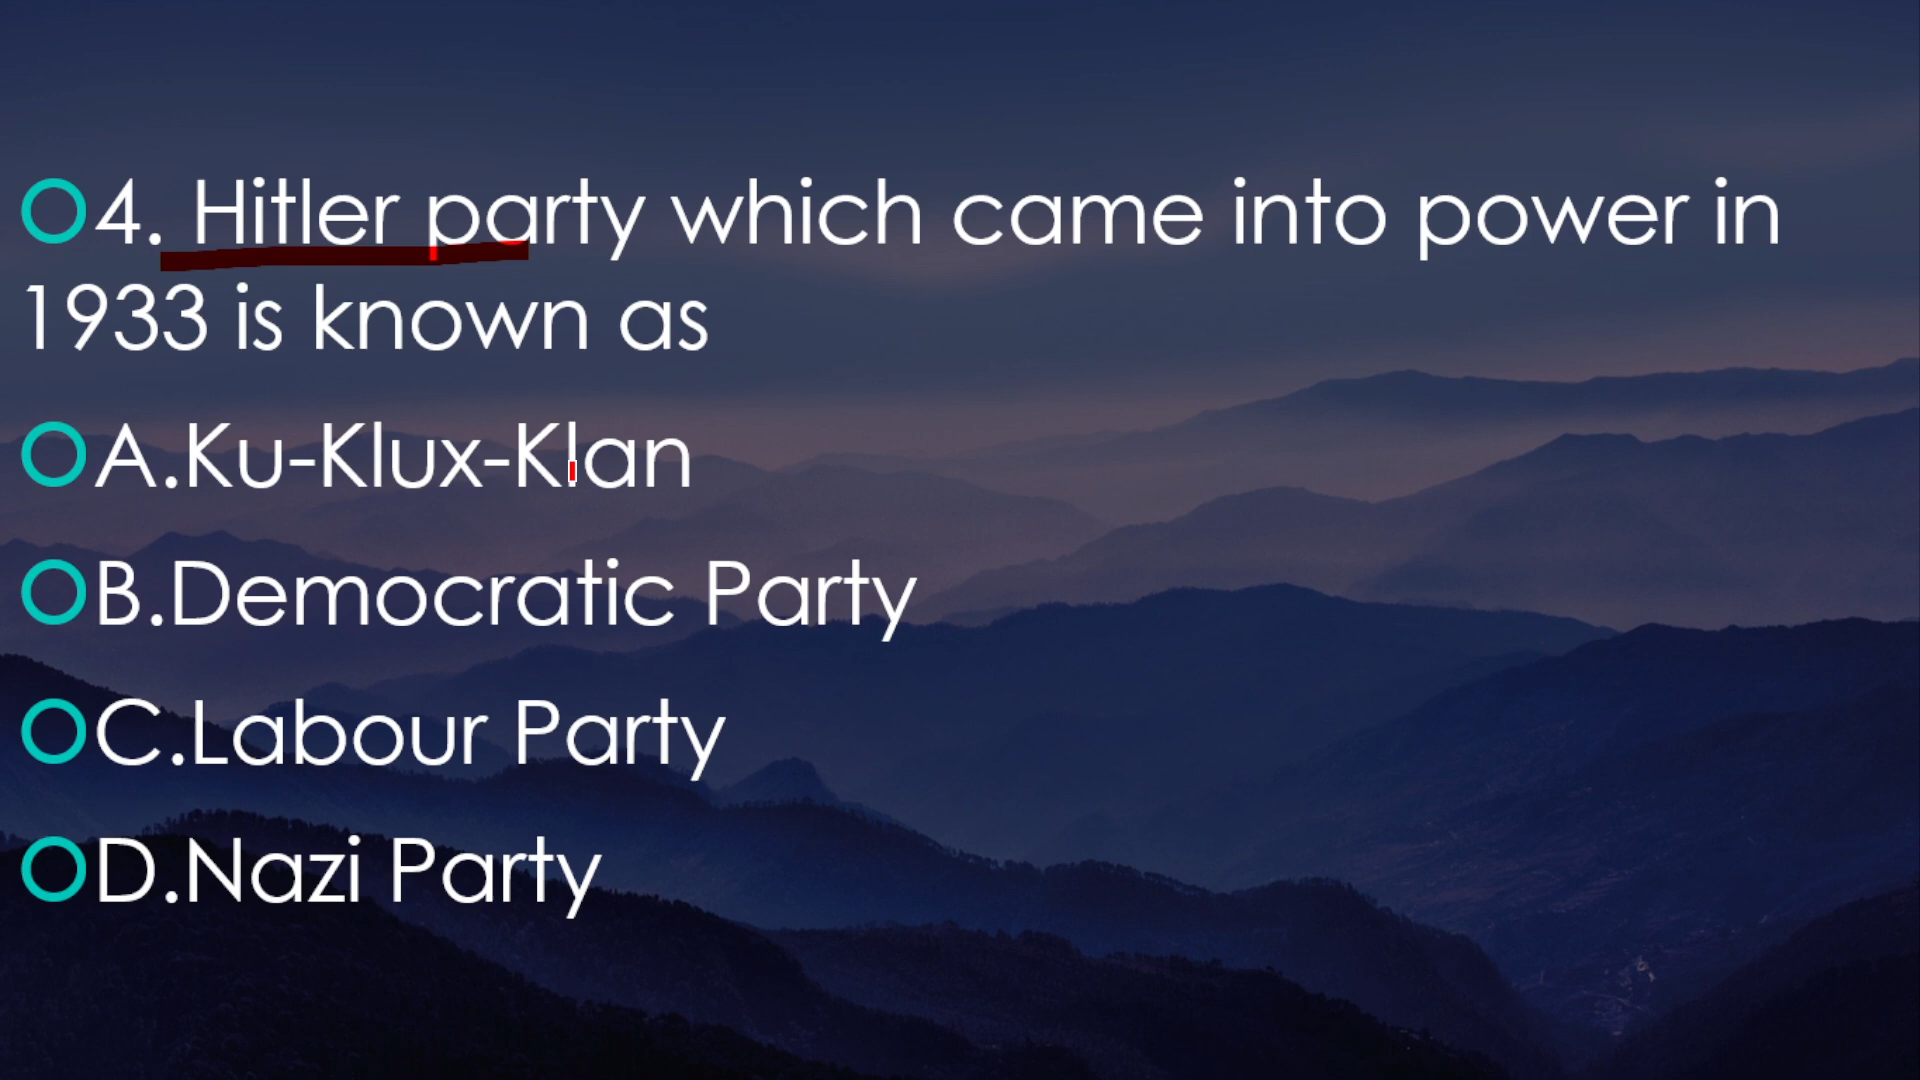 4. Hitler party which came into power in
1933 is known as
A.Ku-Klux-Klan
B.Democratic Party
C.Labour Party
D.Nazi Party